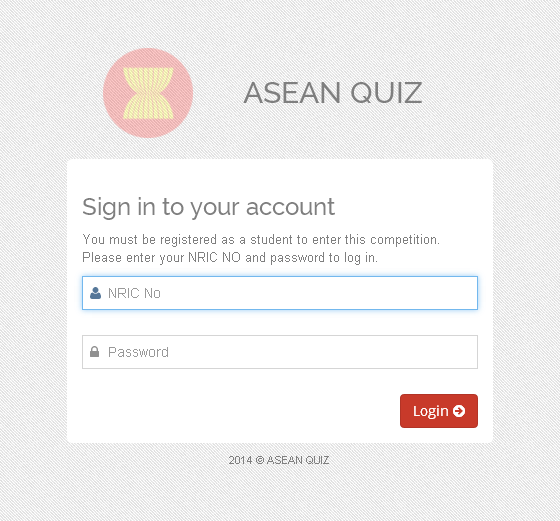 ASEAN QUIZ
Sign in to your account
You must be registered as a student to enter this competition.
Please enter your NRIC NO and password to log in.
NRIC No
Password
Login
2014 © ASEAN QUIZ